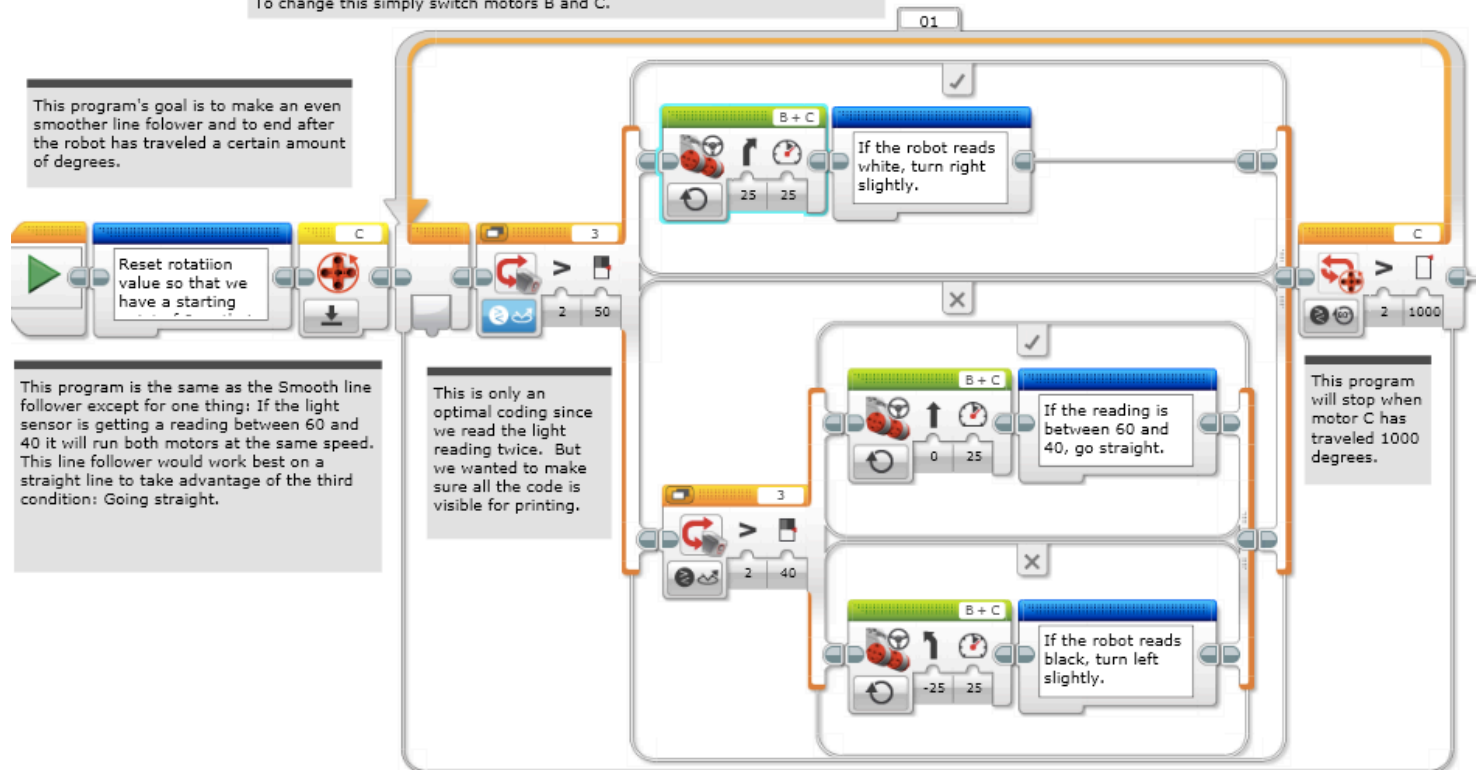 To change this simply switch motors B and C.
01
This program's goal is to make an even
smoother line folower and to end after
the robot has traveled a certain amount
of degrees.
B + C
25 25
If the robot reads
white, turn right
slightly.
Reset rotatiion
value so that we
have a starting
C
3
>
2 50
C
>
2 1000
This program is the same as the Smooth line
follower except for one thing: If the light
sensor is getting a reading between 60 and
40 it will run both motors at the same speed.
This line follower would work best on a
straight line to take advantage of the third
condition: Going straight.
This is only an
optimal coding since
we read the light
reading twice. But
we wanted to make
sure all the code is
visible for printing.
3
>
2 40
B + C
0 25
If the reading is
between 60 and
40, go straight.
B + C
-25 25
If the robot reads
black, turn left
slightly.
This program
will stop when
motor C has
traveled 1000
degrees.